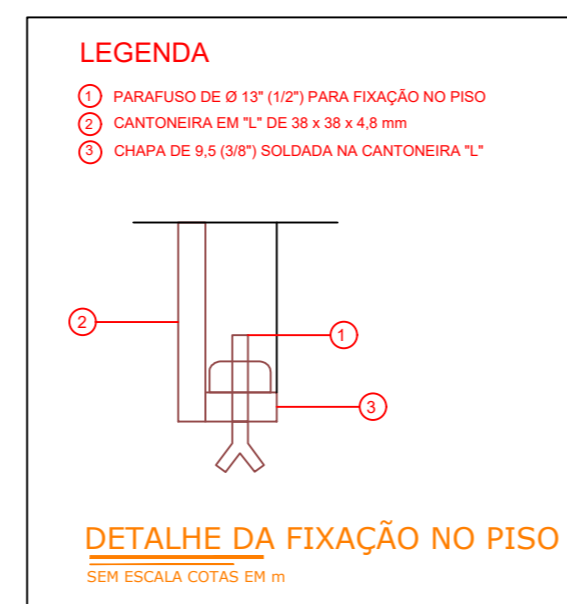 LEGENDA
1 PARAFUSO DE Ø 13" (1/2") PARA FIXAÇÃO NO PISO
2 CANTONEIRA EM "L" DE 38 x 38 x 4,8 mm
3 CHAPA DE 9,5 (3/8") SOLDADA NA CANTONEIRA "L"
2
1
3
DETALHE DA FIXAÇÃO NO PISO
SEM ESCALA COTAS EM m